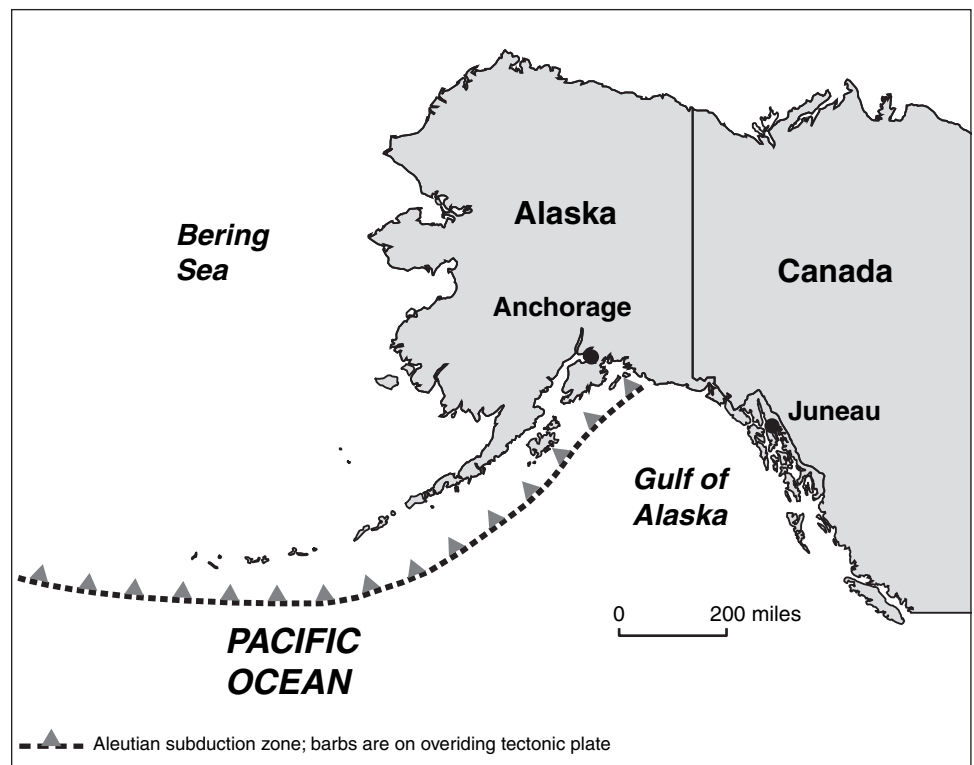 Alaska
Bering
Sea
Canada
Anchorage
Juneau
Gulf of
Alaska
0 200 miles
PACIFIC
OCEAN
Aleutian subduction zone; barbs are on overiding tectonic plate